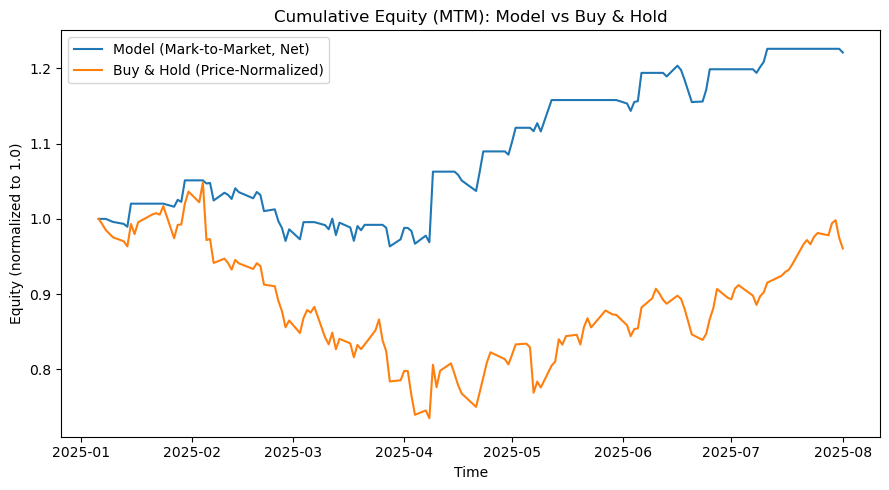 Cumulative Equity (MTM): Model vs Buy & Hold
Model (Mark-to-Market, Net)
Buy & Hold (Price-Normalized)
Equity (normalized to 1.0)
1.2
1.1
1.0
0.9
0.8
2025-01
2025-02
2025-03
2025-04
2025-05
2025-06
2025-07
2025-08
Time